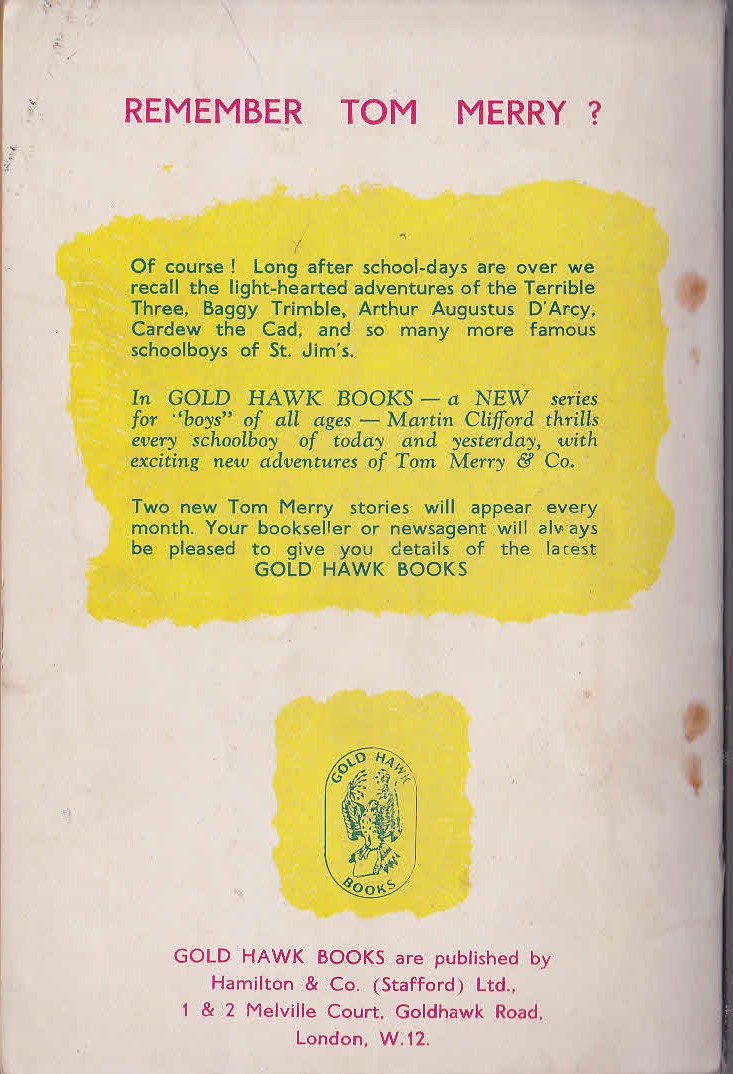 REMEMBER TOM MERRY ?
Of course ! Long after school-days are over we
recall the light-hearted adventures of the Terrible
Three, Baggy Trimble, Arthur Augustus D'Arcy,
Cardew the Cad, and so many more famous
schoolboys of St. Jim's.
In GOLD HAWK BOOKS — a NEW series
for "boys" of all ages — Martin Clifford thrills
every schoolboy of today and yesterday, with
exciting new adventures of Tom Merry & Co.
Two new Tom Merry stories will appear every
month. Your bookseller or newsagent will always
be pleased to give you details of the latest
GOLD HAWK BOOKS
GOLD HAWK
BOOKS
GOLD HAWK BOOKS are published by
Hamilton & Co. (Stafford) Ltd.,
1 & 2 Melville Court, Goldhawk Road,
London, W.12.